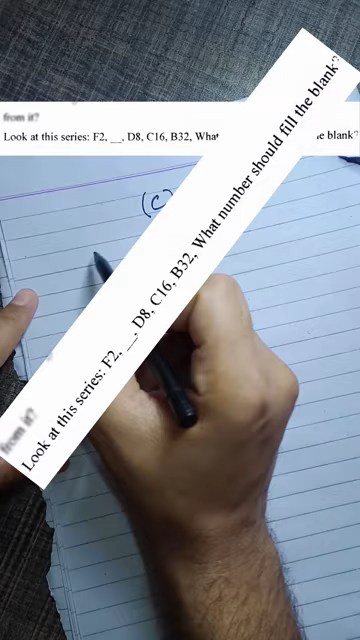 from it?
Look at this series: F2, __, D8, C16, B32, What
he blank?
(C)
from it?
Look at this series: F2, __, D8, C16, B32, What number should fill the blank?